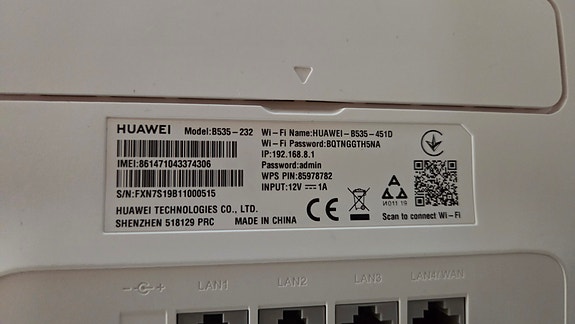 HUAWEI Model:B535-232
IMEI:861471043374306
S/N:FXN7S19B11000515
HUAWEI TECHNOLOGIES CO., LTD.
SHENZHEN 518129 PRC MADE IN CHINA
Wi-Fi Name:HUAWEI-B535-451D
Wi-Fi Password:BQTNGGTH5NA
IP:192.168.8.1
Password:admin
WPS PIN:85978782
INPUT:12V ⎓ 1A
CE
И011 19
Scan to connect Wi-Fi
LAN1 LAN2 LAN3 LAN4/WAN